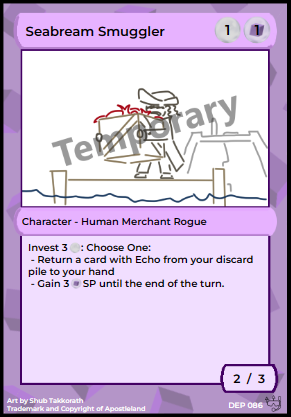 Seabream Smuggler 1 1
Temporary
Character - Human Merchant Rogue
Invest 3 : Choose One:
- Return a card with Echo from your discard
pile to your hand
- Gain 3 SP until the end of the turn.
2 / 3
Art by Shub Takkorath
Trademark and Copyright of Apostleland
DEP 086